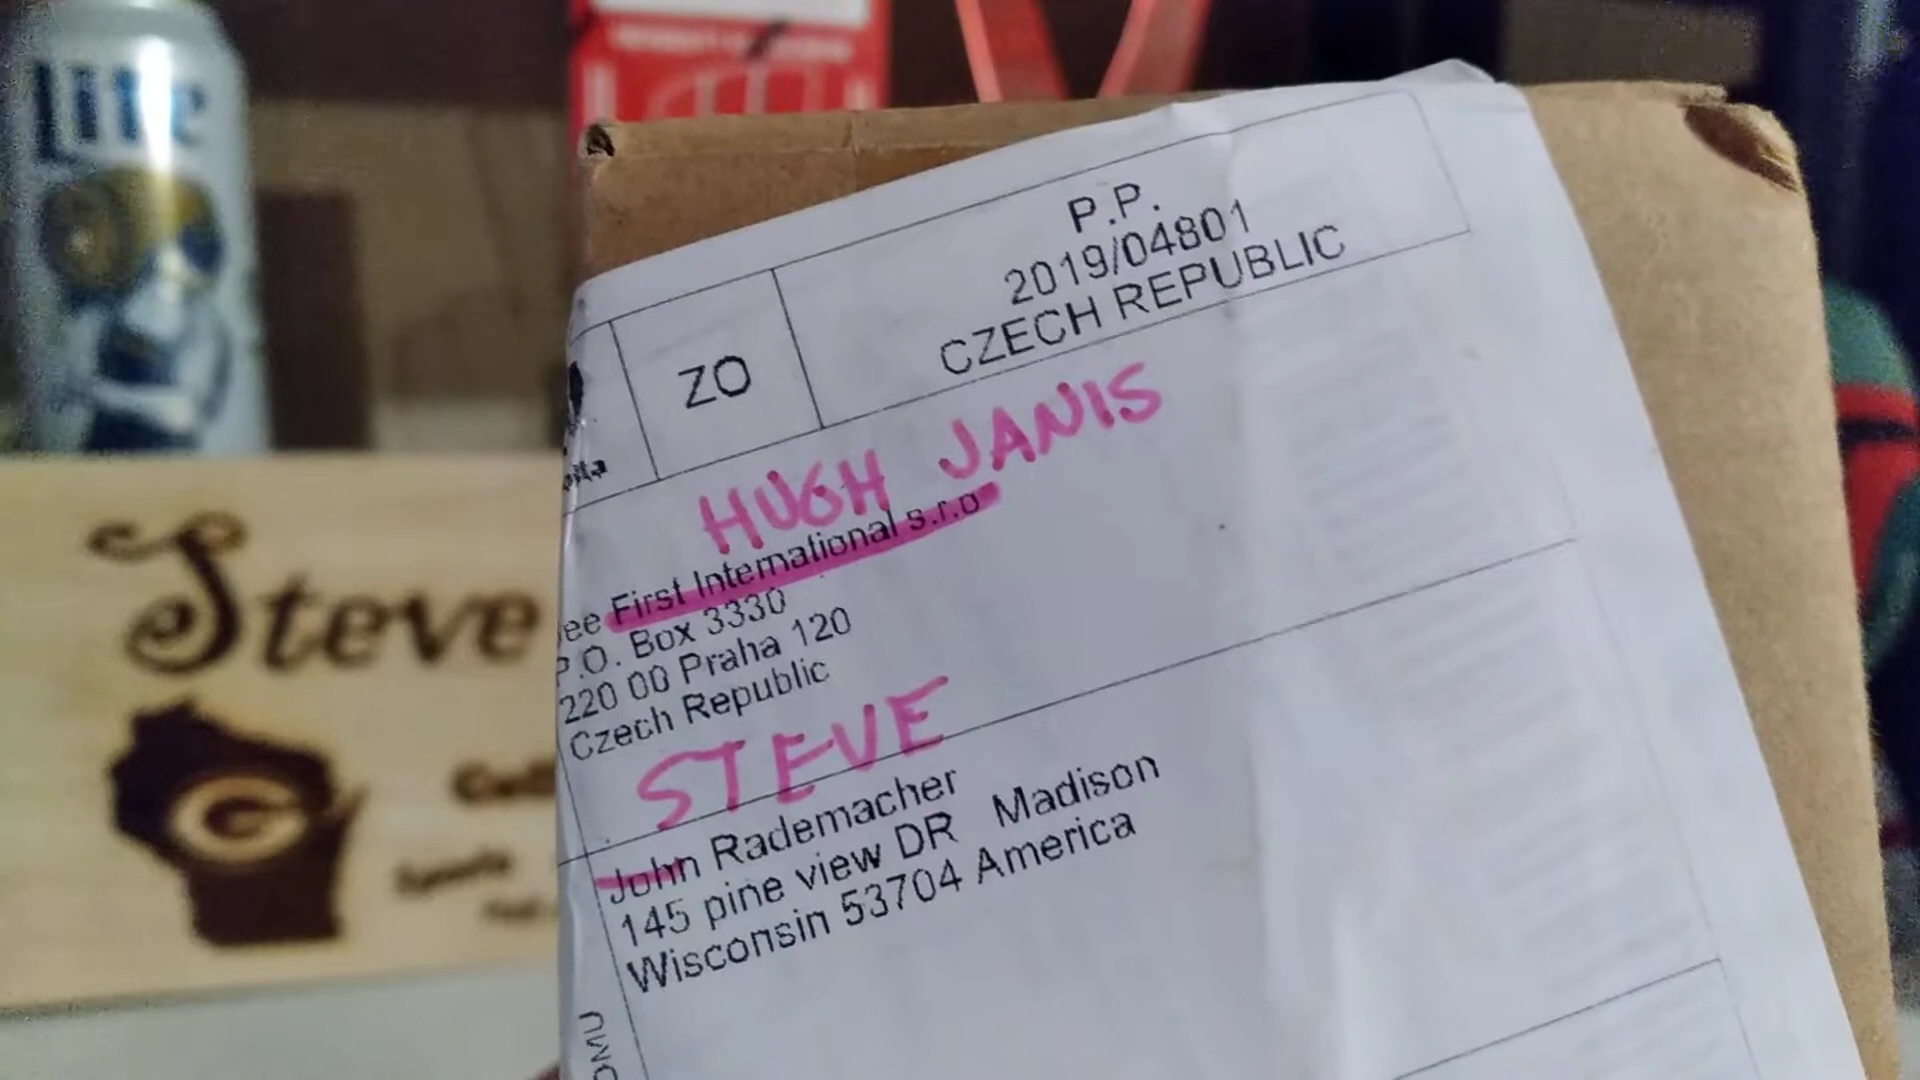 Lite
P.P.
2019/04801
CZECH REPUBLIC
ZO
HUGH JANIS
ee First International s.r.o
P.O. Box 3330
220 00 Praha 120
Czech Republic
STEVE
John Rademacher
145 pine view DR Madison
Wisconsin 53704 America
Steve
G